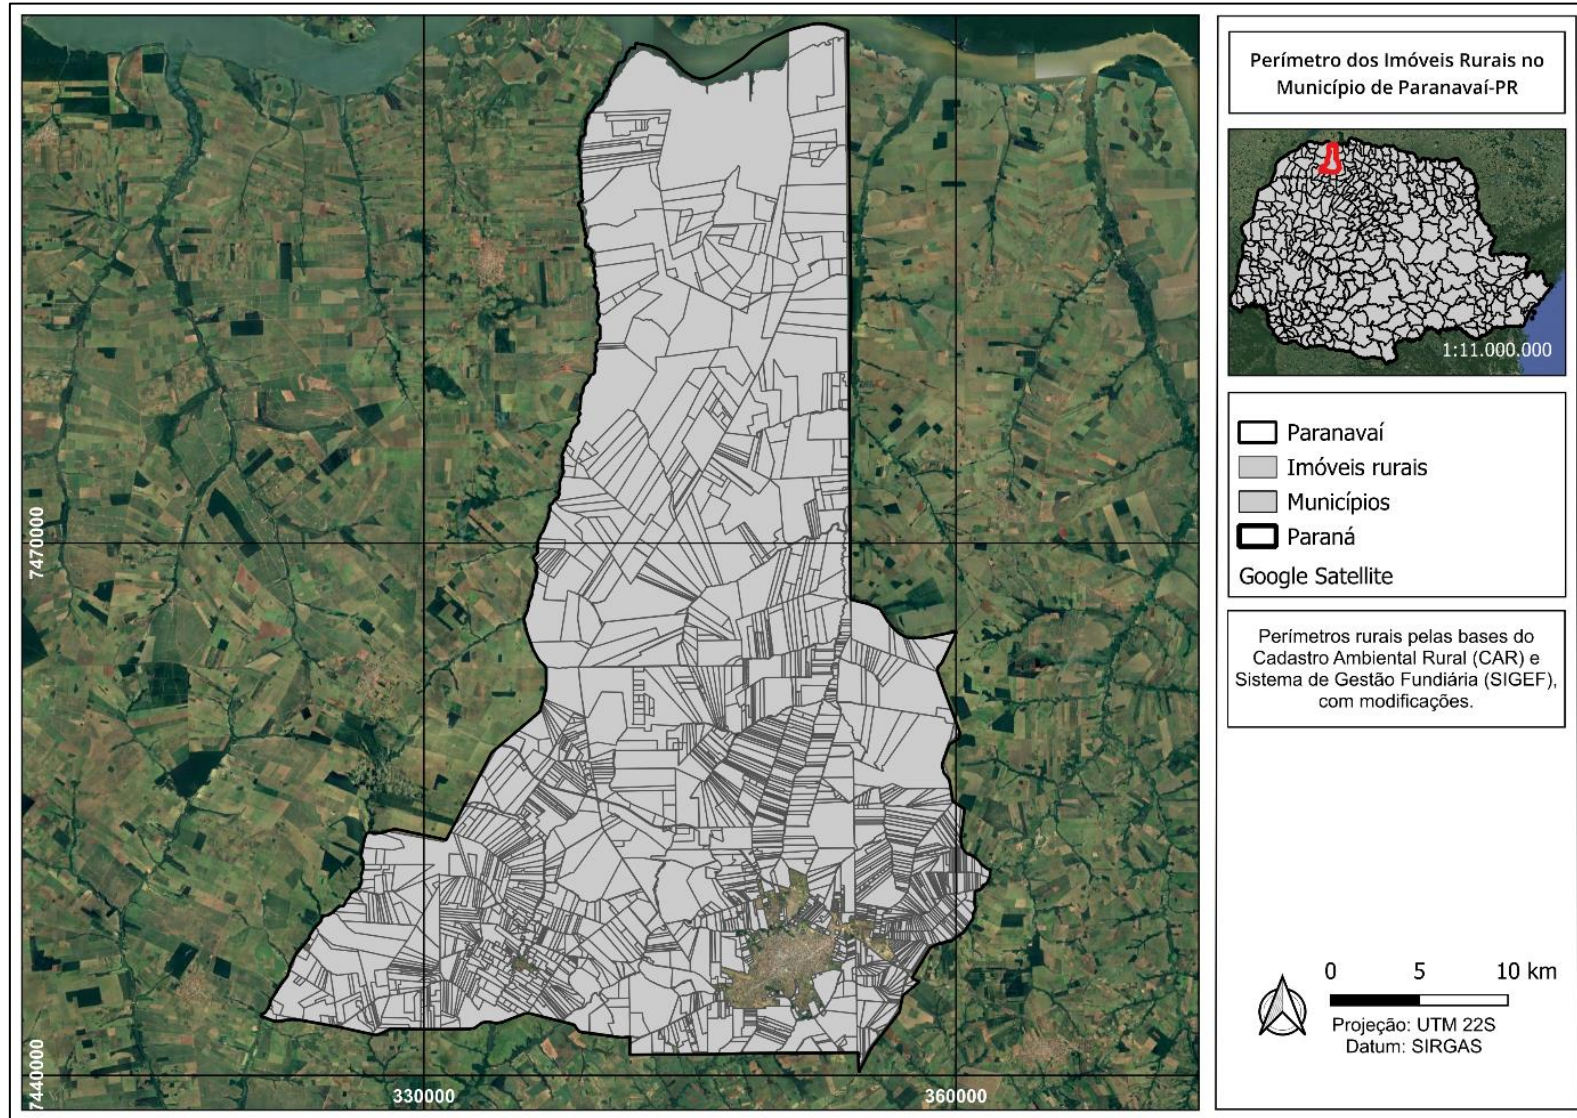 Perímetro dos Imóveis Rurais no
Município de Paranavaí-PR
1:11.000.000
Paranavaí
Imóveis rurais
Municípios
Paraná
Google Satellite
Perímetros rurais pelas bases do
Cadastro Ambiental Rural (CAR) e
Sistema de Gestão Fundiária (SIGEF),
com modificações.
0 5 10 km
Projeção: UTM 22S
Datum: SIRGAS
7470000
7440000
330000
360000